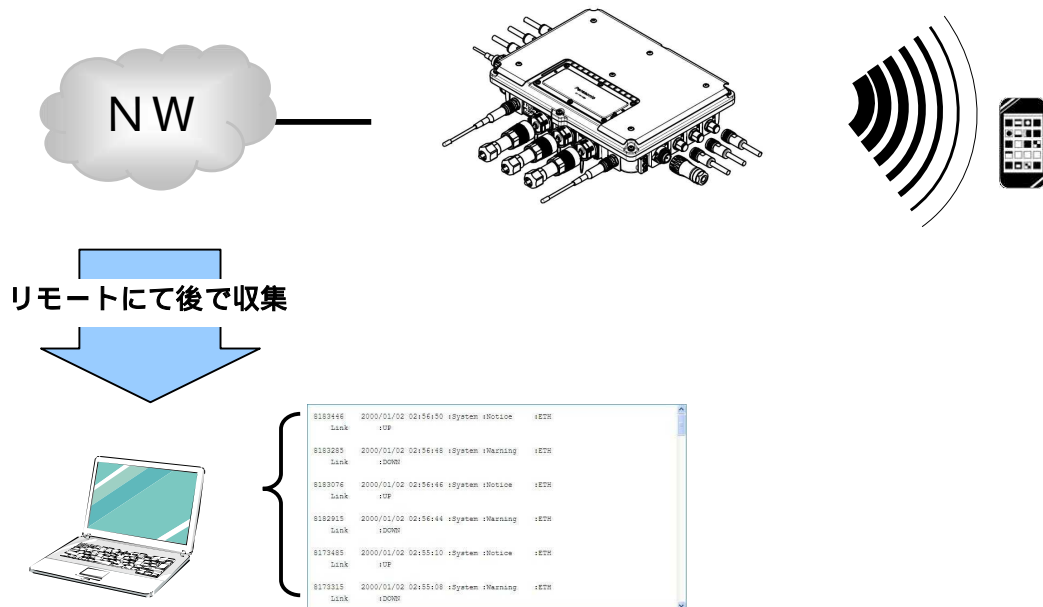 NW
リモートにて後で収集
8183446 2000/01/02 02:56:50 :System :Notice :ETH
Link :UP
8183285 2000/01/02 02:56:48 :System :Warning :ETH
Link :DOWN
8183076 2000/01/02 02:56:46 :System :Notice :ETH
Link :UP
8182915 2000/01/02 02:56:44 :System :Warning :ETH
Link :DOWN
8173485 2000/01/02 02:55:10 :System :Notice :ETH
Link :UP
8173315 2000/01/02 02:55:08 :System :Warning :ETH
Link :DOWN